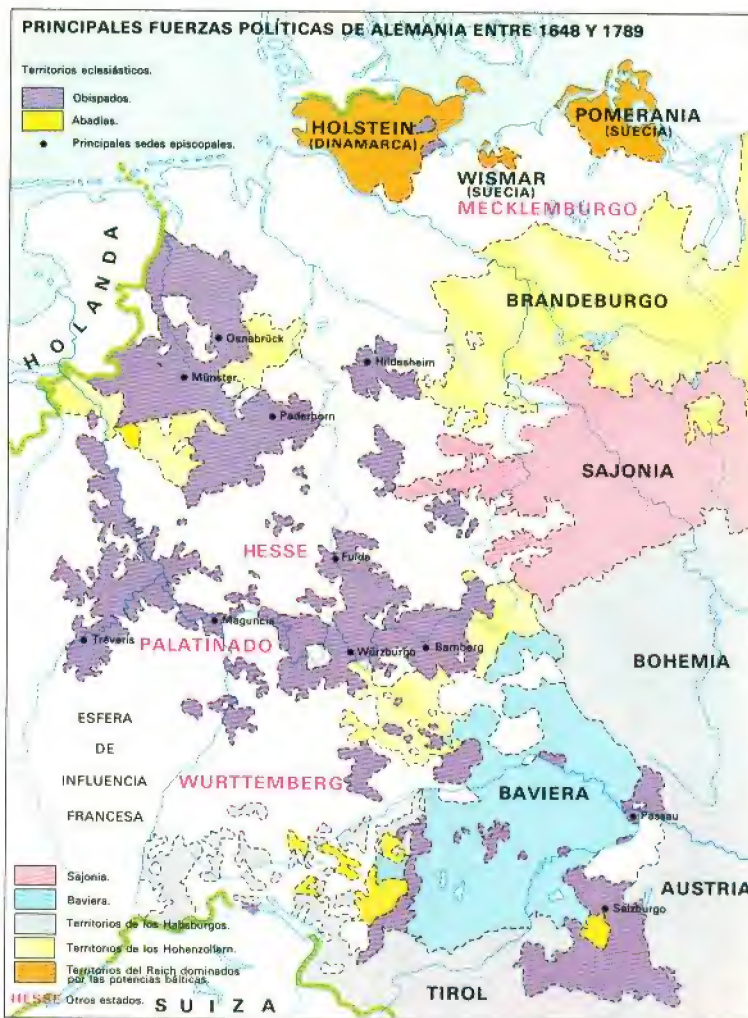 PRINCIPALES FUERZAS POLÍTICAS DE ALEMANIA ENTRE 1648 Y 1789
Territorios eclesiásticos.
Obispados.
Abadías.
Principales sedes episcopales.
HOLSTEIN
(DINAMARCA)
POMERANIA
(SUECIA)
WISMAR
(SUECIA)
MECKLEMBURGO
HOLANDA
BRANDEBURGO
Osnabrück
Hildesheim
Münster
Paderborn
SAJONIA
HESSE
Fulda
Maguncia
Tréveris
PALATINADO
Würzburgo
Bamberg
BOHEMIA
ESFERA
DE
INFLUENCIA
FRANCESA
WURTTEMBERG
BAVIERA
Passau
AUSTRIA
Salzburgo
Sajonia.
Baviera.
Territorios de los Habsburgos.
Territorios de los Hohenzollern.
Territorios del Reich dominados
por las potencias bálticas.
HESSE Otros estados.
SUIZA
TIROL